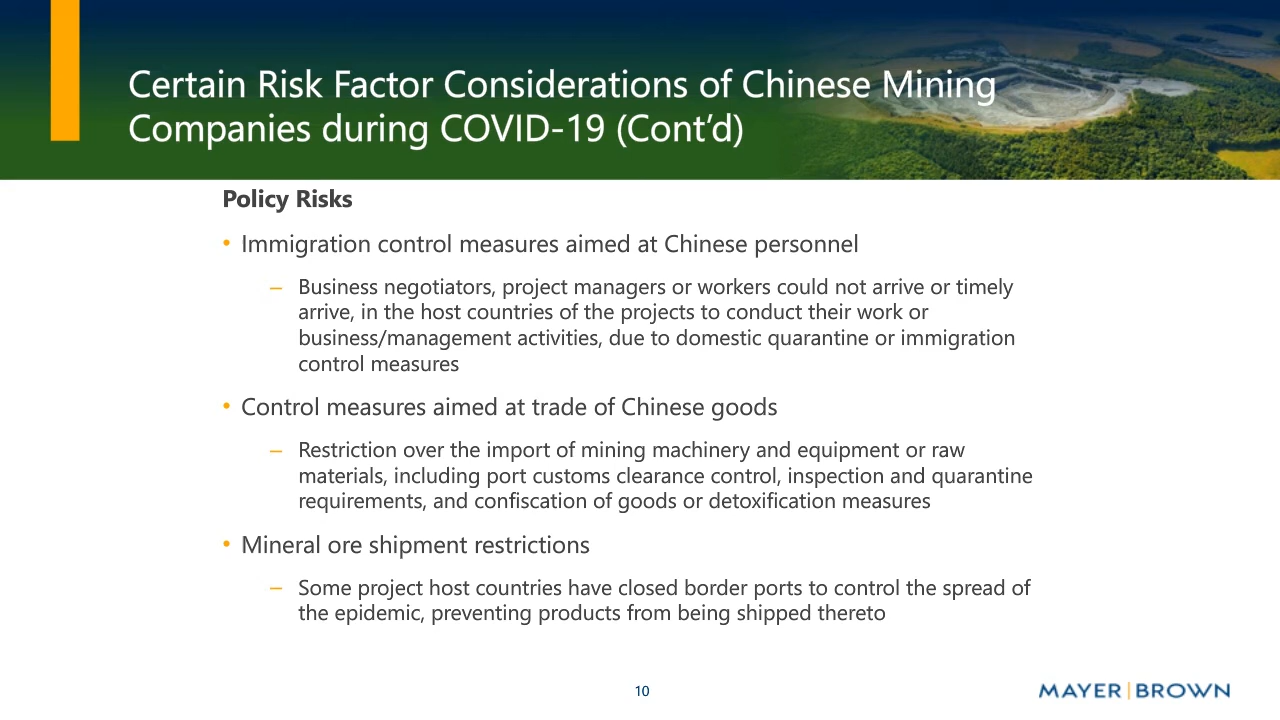 Certain Risk Factor Considerations of Chinese Mining
Companies during COVID-19 (Cont’d)
Policy Risks
• Immigration control measures aimed at Chinese personnel
– Business negotiators, project managers or workers could not arrive or timely
arrive, in the host countries of the projects to conduct their work or
business/management activities, due to domestic quarantine or immigration
control measures
• Control measures aimed at trade of Chinese goods
– Restriction over the import of mining machinery and equipment or raw
materials, including port customs clearance control, inspection and quarantine
requirements, and confiscation of goods or detoxification measures
• Mineral ore shipment restrictions
– Some project host countries have closed border ports to control the spread of
the epidemic, preventing products from being shipped thereto
10
MAYER | BROWN